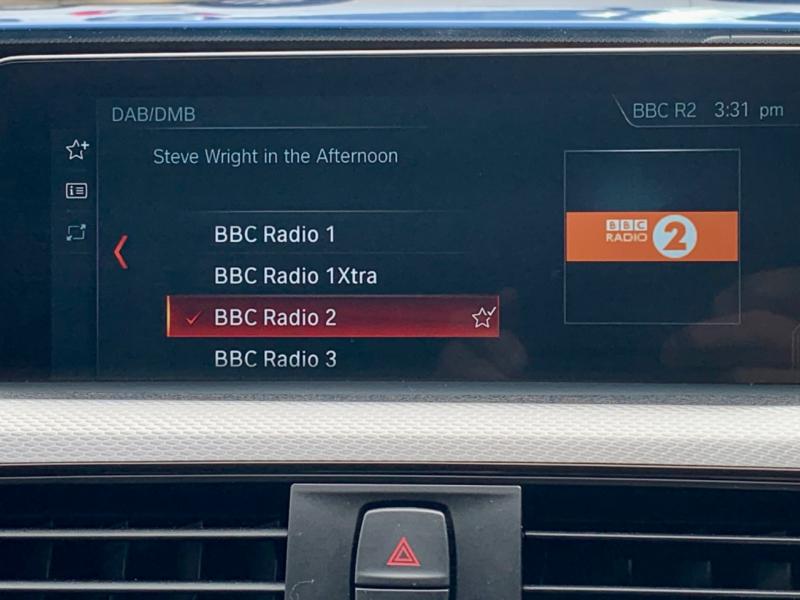 DAB/DMB
BBC R2 3:31 pm
Steve Wright in the Afternoon
BBC Radio 1
BBC Radio 1Xtra
BBC Radio 2
BBC Radio 3
BBC
RADIO 2